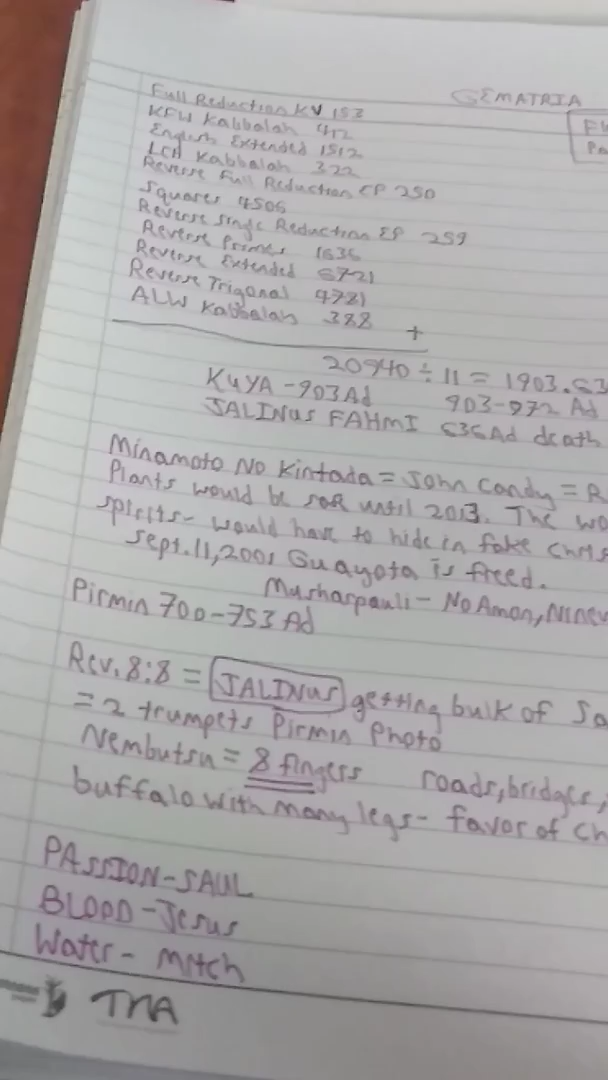 GEMATRIA
Full Reduction KV 153
KFW Kabbalah 412
English Extended 1512
LCH Kabbalah 322
Reverse Full Reduction EP 250
Squares 4506
Reverse Single Reduction EP 259
Reverse Primes 1636
Reverse Extended 6721
Reverse Trigonal 4781
ALW Kabbalah 388 +
20940 ÷ 11 = 1903.63
KUYA - 903 Ad 903-972 Ad
JALINUS FAHMI 636 Ad death
Minamoto No Kintada = John Candy = R
Plants would be until 2013. The
spirits - would have to hide in fake
Sept. 11, 2001 Guayota is freed.
Musharpauli - No Amon,
Pirmin 700-753 Ad
Rev. 8:8 = JALINUS getting bulk of
= 2 trumpets Pirmin Photo
Nembutsu = 8 fingers roads, bridges,
buffalo with many legs - favor of
PASSION - SAUL
BLOOD - Jesus
Water - Mitch